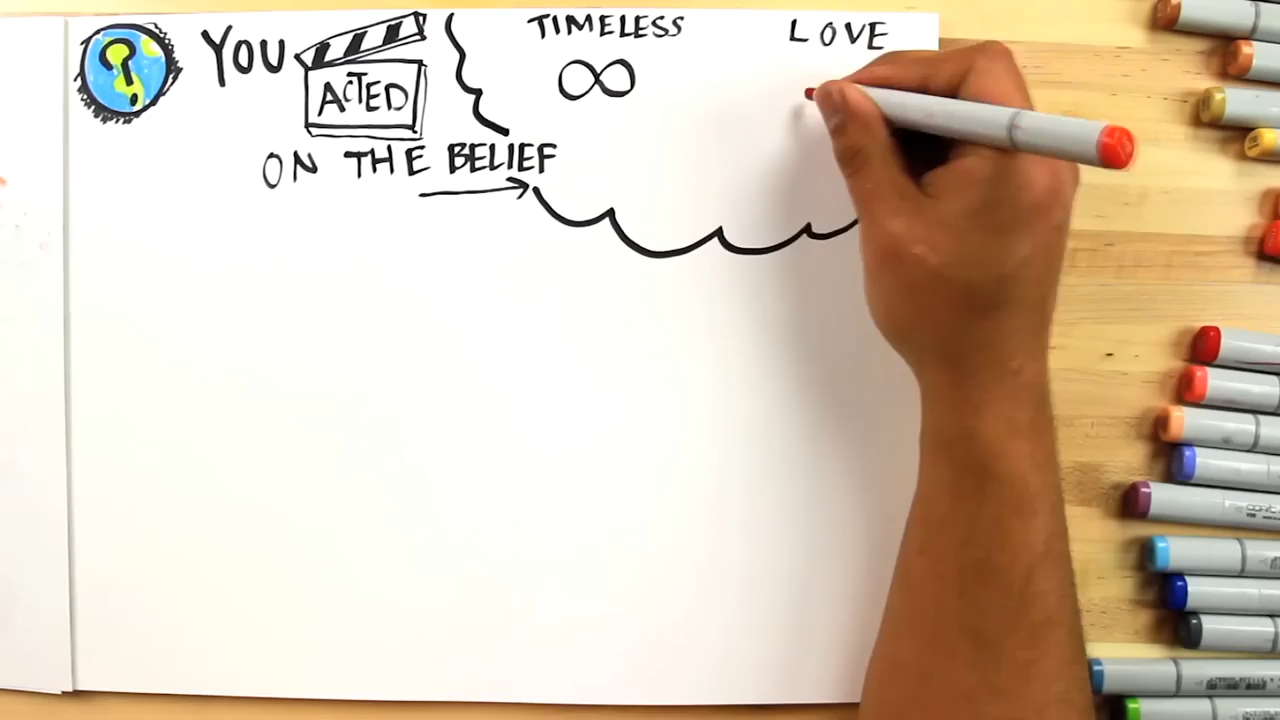 ?
YOU
ACTED
ON THE BELIEF
TIMELESS
∞
LOVE